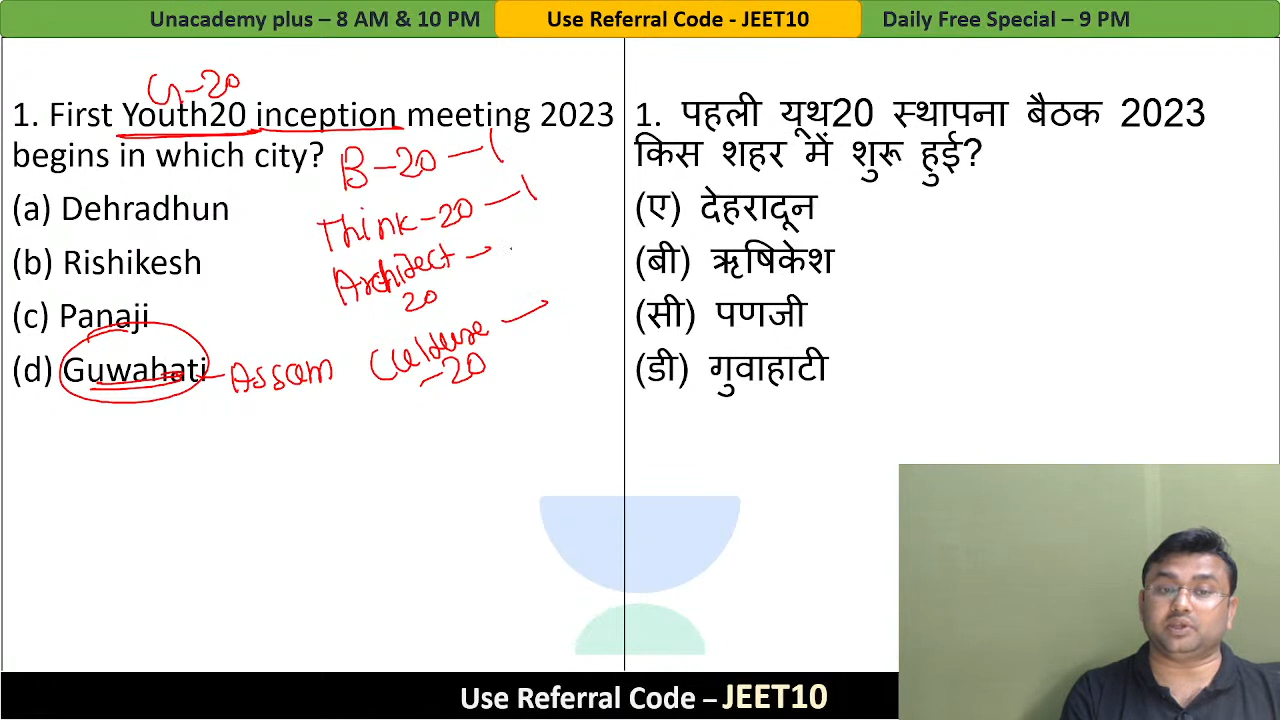 Unacademy plus – 8 AM & 10 PM
Use Referral Code - JEET10
Daily Free Special – 9 PM
G-20
1. First Youth20 inception meeting 2023
begins in which city?
B-20-1
(a) Dehradhun
Think-20-1
(b) Rishikesh
Architect
20
(c) Panaji
(d) Guwahati
Assam
Culture
-20
1. पहली यूथ20 स्थापना बैठक 2023
किस शहर में शुरू हुई?
(ए) देहरादून
(बी) ऋषिकेश
(सी) पणजी
(डी) गुवाहाटी
Use Referral Code – JEET10